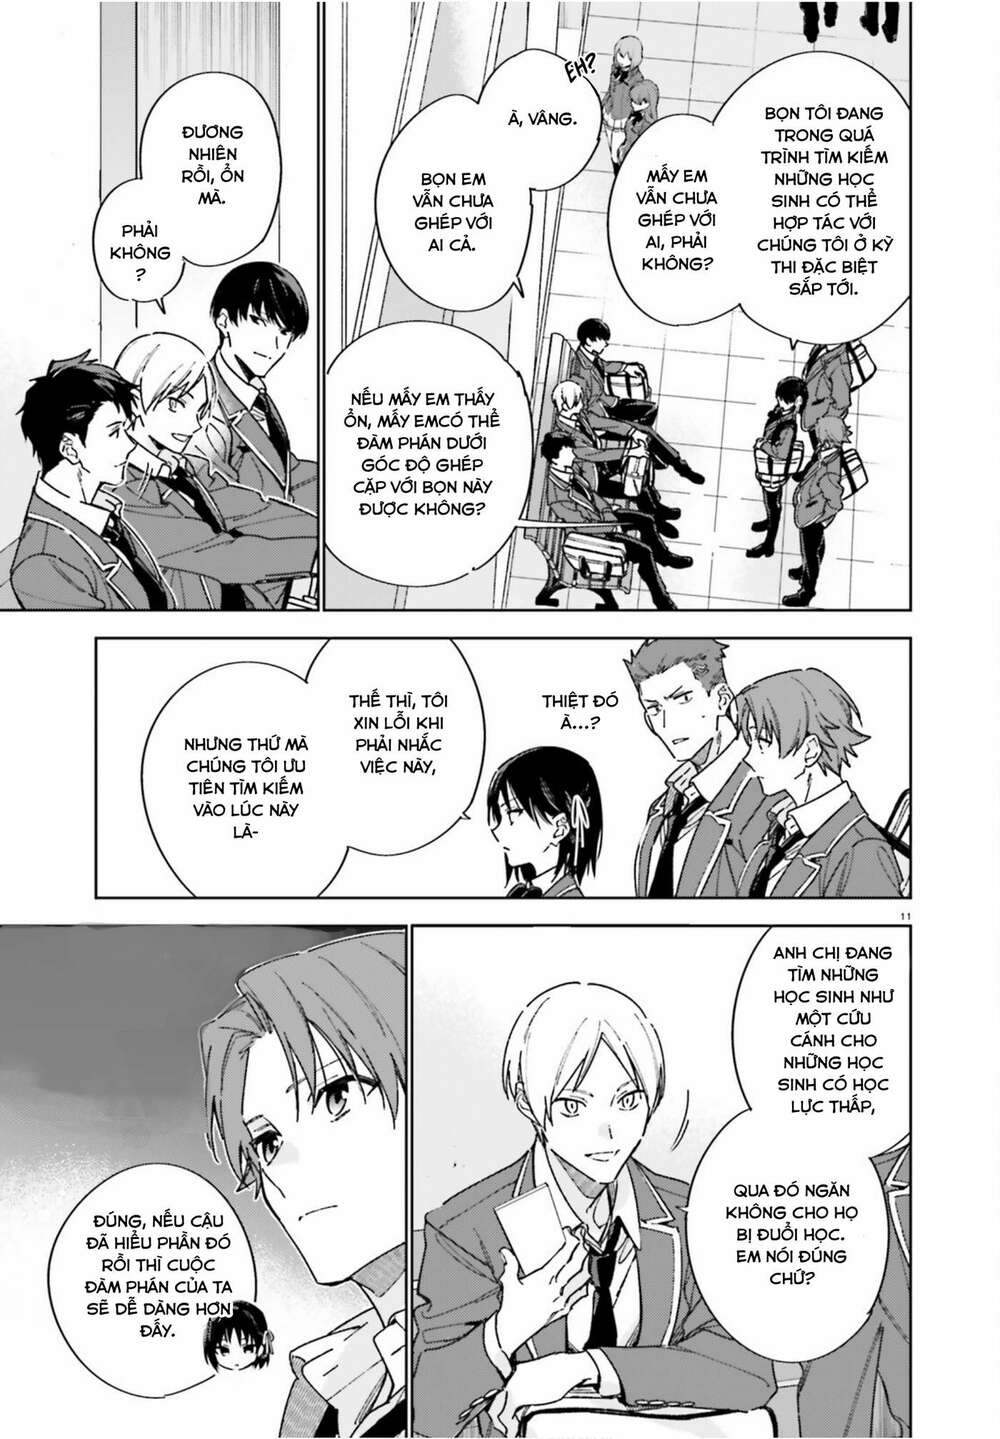 BỌN TÔI ĐANG
TRONG QUÁ
TRÌNH TÌM KIẾM
NHỮNG HỌC
SINH CÓ THỂ
HỢP TÁC VỚI
CHÚNG TÔI Ở KỲ
THI ĐẶC BIỆT
SẮP TỚI.
MẤY EM
VẪN CHƯA
GHÉP VỚI
AI, PHẢI
KHÔNG?
EH?
À, VÂNG.
BỌN EM
VẪN CHƯA
GHÉP VỚI
AI CẢ.
NẾU MẤY EM THẤY
ỔN, MẤY EMCÓ THỂ
ĐÀM PHÁN DƯỚI
GÓC ĐỘ GHÉP
CẶP VỚI BỌN NÀY
ĐƯỢC KHÔNG?
ĐƯƠNG
NHIÊN
RỒI, ỔN
MÀ.
PHẢI
KHÔNG
?
THIỆT ĐÓ
À...?
THẾ THÌ, TÔI
XIN LỖI KHI
PHẢI NHẮC
VIỆC NÀY,
NHƯNG THỨ MÀ
CHÚNG TÔI ƯU
TIÊN TÌM KIẾM
VÀO LÚC NÀY
LÀ-
11
ANH CHỊ ĐANG
TÌM NHỮNG
HỌC SINH NHƯ
MỘT CỨU
CÁNH CHO
NHỮNG HỌC
SINH CÓ HỌC
LỰC THẤP,
QUA ĐÓ NGĂN
KHÔNG CHO HỌ
BỊ ĐUỔI HỌC.
EM NÓI ĐÚNG
CHỨ?
ĐÚNG, NẾU CẬU
ĐÃ HIỂU PHẦN ĐÓ
RỒI THÌ CUỘC
ĐÀM PHÁN CỦA TA
SẼ DỄ DÀNG HƠN
ĐẤY.